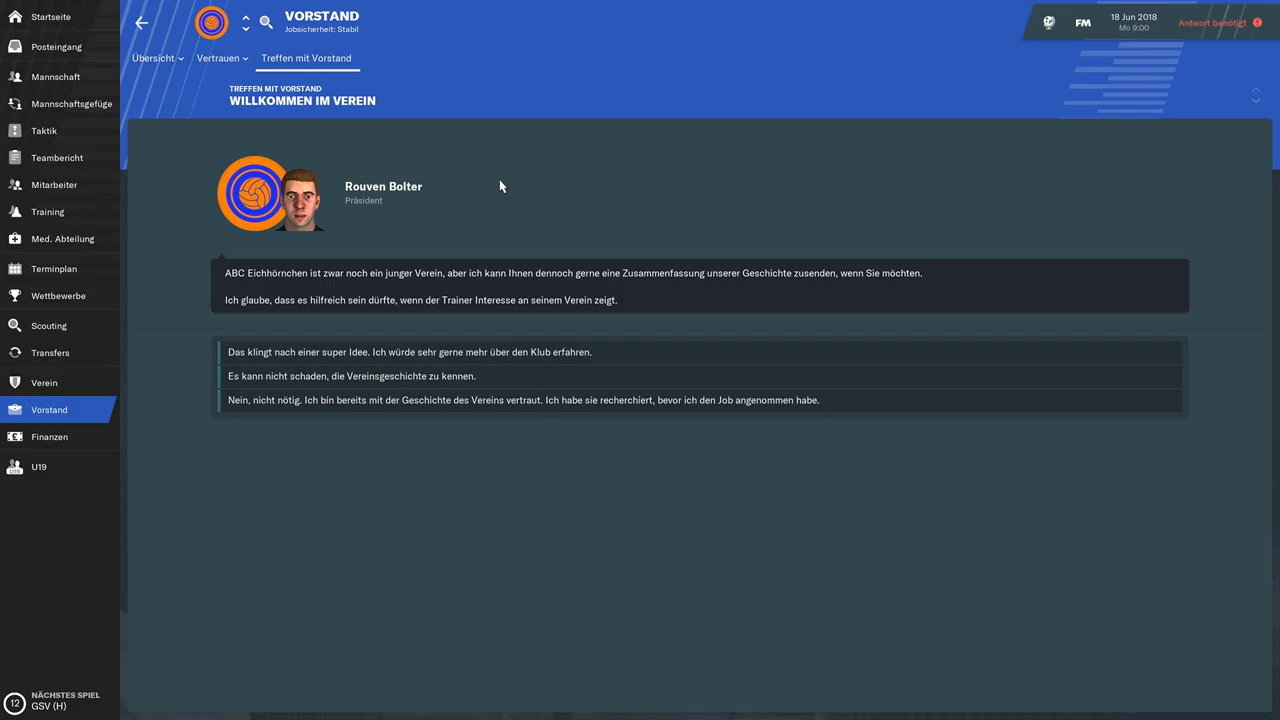 Startseite
Posteingang
Mannschaft
Mannschaftsgefüge
Taktik
Teambericht
Mitarbeiter
Training
Med. Abteilung
Terminplan
Wettbewerbe
Scouting
Transfers
Verein
Vorstand
Finanzen
U19
U19
12
NÄCHSTES SPIEL
GSV (H)
VORSTAND
Jobsicherheit: Stabil
FM
18 Jun 2018
Mo 9:00
Antwort benötigt
Übersicht
Vertrauen
Treffen mit Vorstand
TREFFEN MIT VORSTAND
WILLKOMMEN IM VEREIN
Rouven Bolter
Präsident
ABC Eichhörnchen ist zwar noch ein junger Verein, aber ich kann Ihnen dennoch gerne eine Zusammenfassung unserer Geschichte zusenden, wenn Sie möchten.
Ich glaube, dass es hilfreich sein dürfte, wenn der Trainer Interesse an seinem Verein zeigt.
Das klingt nach einer super Idee. Ich würde sehr gerne mehr über den Klub erfahren.
Es kann nicht schaden, die Vereinsgeschichte zu kennen.
Nein, nicht nötig. Ich bin bereits mit der Geschichte des Vereins vertraut. Ich habe sie recherchiert, bevor ich den Job angenommen habe.